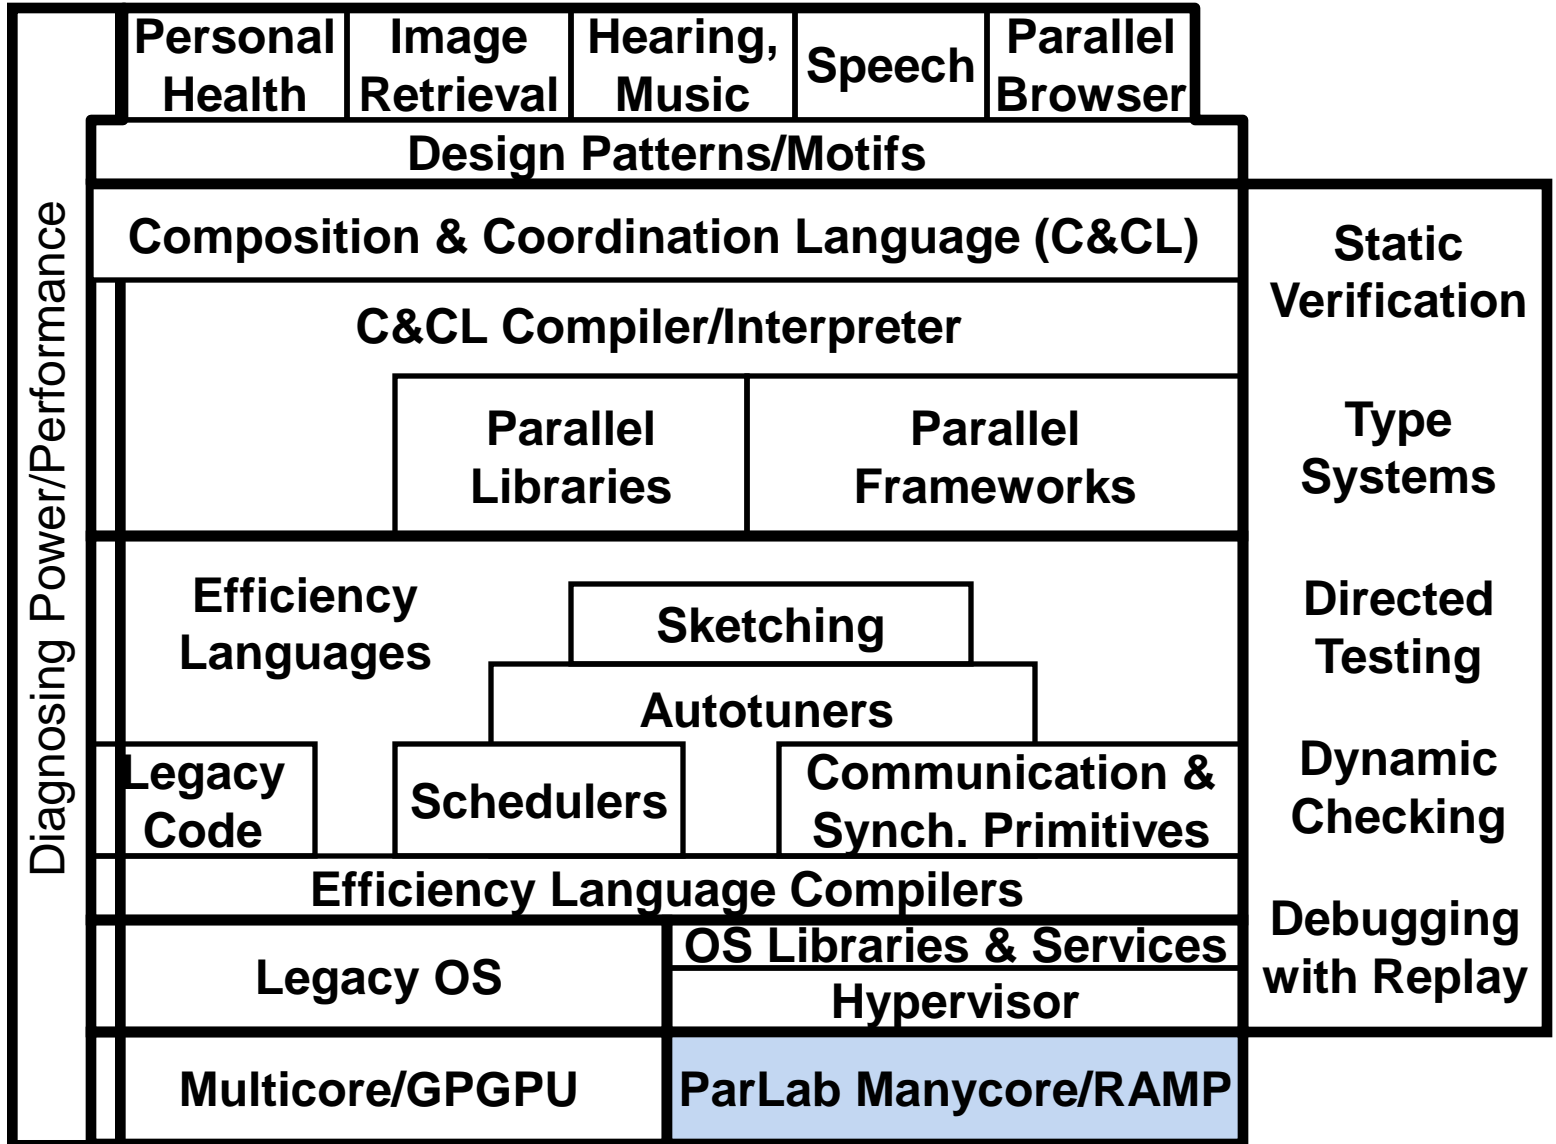 Personal
Health
Image
Retrieval
Hearing,
Music
Speech
Parallel
Browser
Design Patterns/Motifs
Diagnosing Power/Performance
Composition & Coordination Language (C&CL)
C&CL Compiler/Interpreter
Parallel
Libraries
Parallel
Frameworks
Efficiency
Languages
Sketching
Autotuners
Legacy
Code
Schedulers
Communication &
Synch. Primitives
Efficiency Language Compilers
Legacy OS
OS Libraries & Services
Hypervisor
Multicore/GPGPU
ParLab Manycore/RAMP
Static
Verification
Type
Systems
Directed
Testing
Dynamic
Checking
Debugging
with Replay